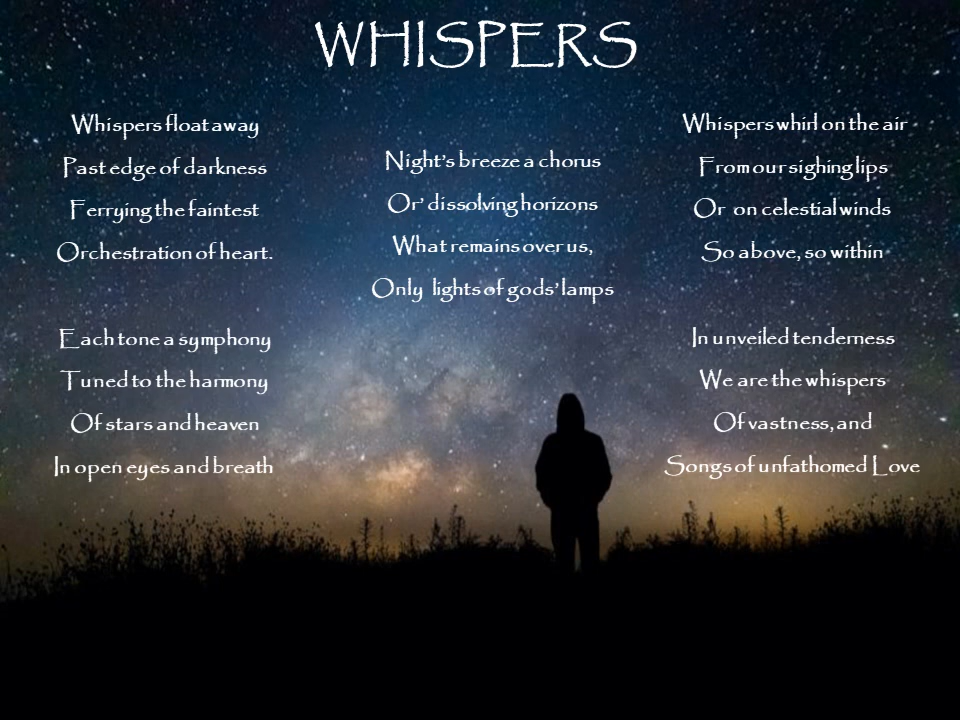 WHISPERS
Whispers float away
Past edge of darkness
Ferrying the faintest
Orchestration of heart.
Each tone a symphony
Tuned to the harmony
Of stars and heaven
In open eyes and breath
Night's breeze a chorus
Or' dissolving horizons
What remains over us,
Only lights of gods' lamps
Whispers whirl on the air
From our sighing lips
Or on celestial winds
So above, so within
In unveiled tenderness
We are the whispers
Of vastness, and
Songs of unfathomed Love